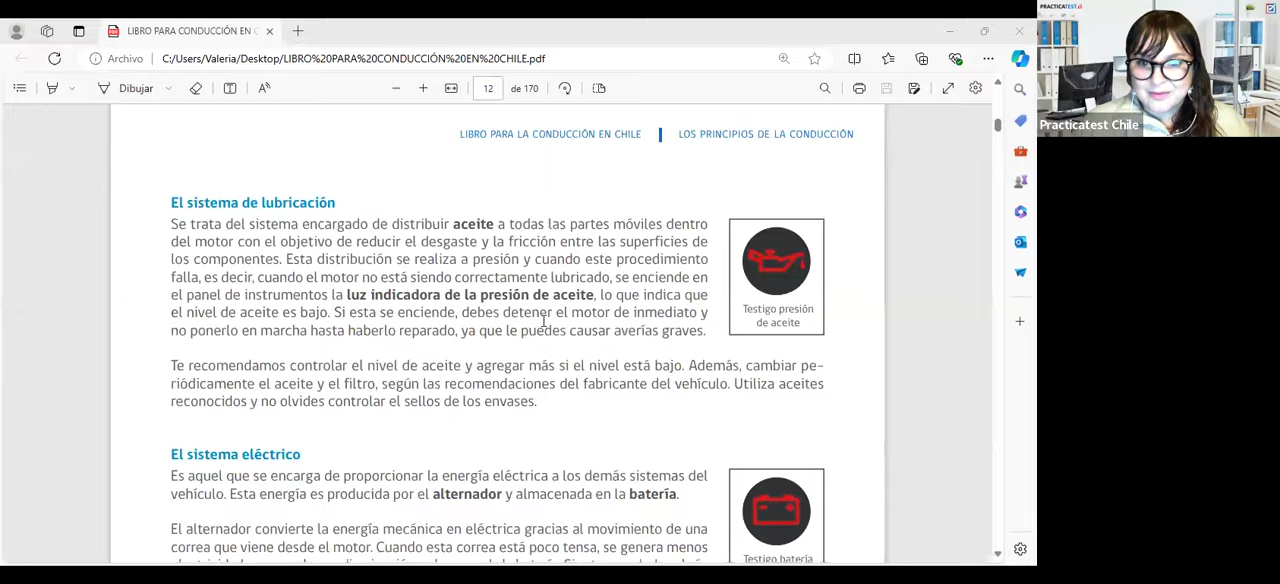 PRACTICATEST.cl
LIBRO PARA CONDUCCIÓN EN C
Archivo
C:/Users/Valeria/Desktop/LIBRO%20PARA%20CONDUCCIÓN%20EN%20CHILE.pdf
Dibujar
12
de 170
Practicatest Chile
LIBRO PARA LA CONDUCCIÓN EN CHILE
LOS PRINCIPIOS DE LA CONDUCCIÓN
El sistema de lubricación
Se trata del sistema encargado de distribuir aceite a todas las partes móviles dentro
del motor con el objetivo de reducir el desgaste y la fricción entre las superficies de
los componentes. Esta distribución se realiza a presión y cuando este procedimiento
falla, es decir, cuando el motor no está siendo correctamente lubricado, se enciende en
el panel de instrumentos la luz indicadora de la presión de aceite, lo que indica que
el nivel de aceite es bajo. Si esta se enciende, debes detener el motor de inmediato y
no ponerlo en marcha hasta haberlo reparado, ya que le puedes causar averías graves.
Testigo presión
de aceite
Te recomendamos controlar el nivel de aceite y agregar más si el nivel está bajo. Además, cambiar pe-
riódicamente el aceite y el filtro, según las recomendaciones del fabricante del vehículo. Utiliza aceites
reconocidos y no olvides controlar el sellos de los envases.
El sistema eléctrico
Es aquel que se encarga de proporcionar la energía eléctrica a los demás sistemas del
vehículo. Esta energía es producida por el alternador y almacenada en la batería.
El alternador convierte la energía mecánica en eléctrica gracias al movimiento de una
correa que viene desde el motor. Cuando esta correa está poco tensa, se genera menos
Testigo batería